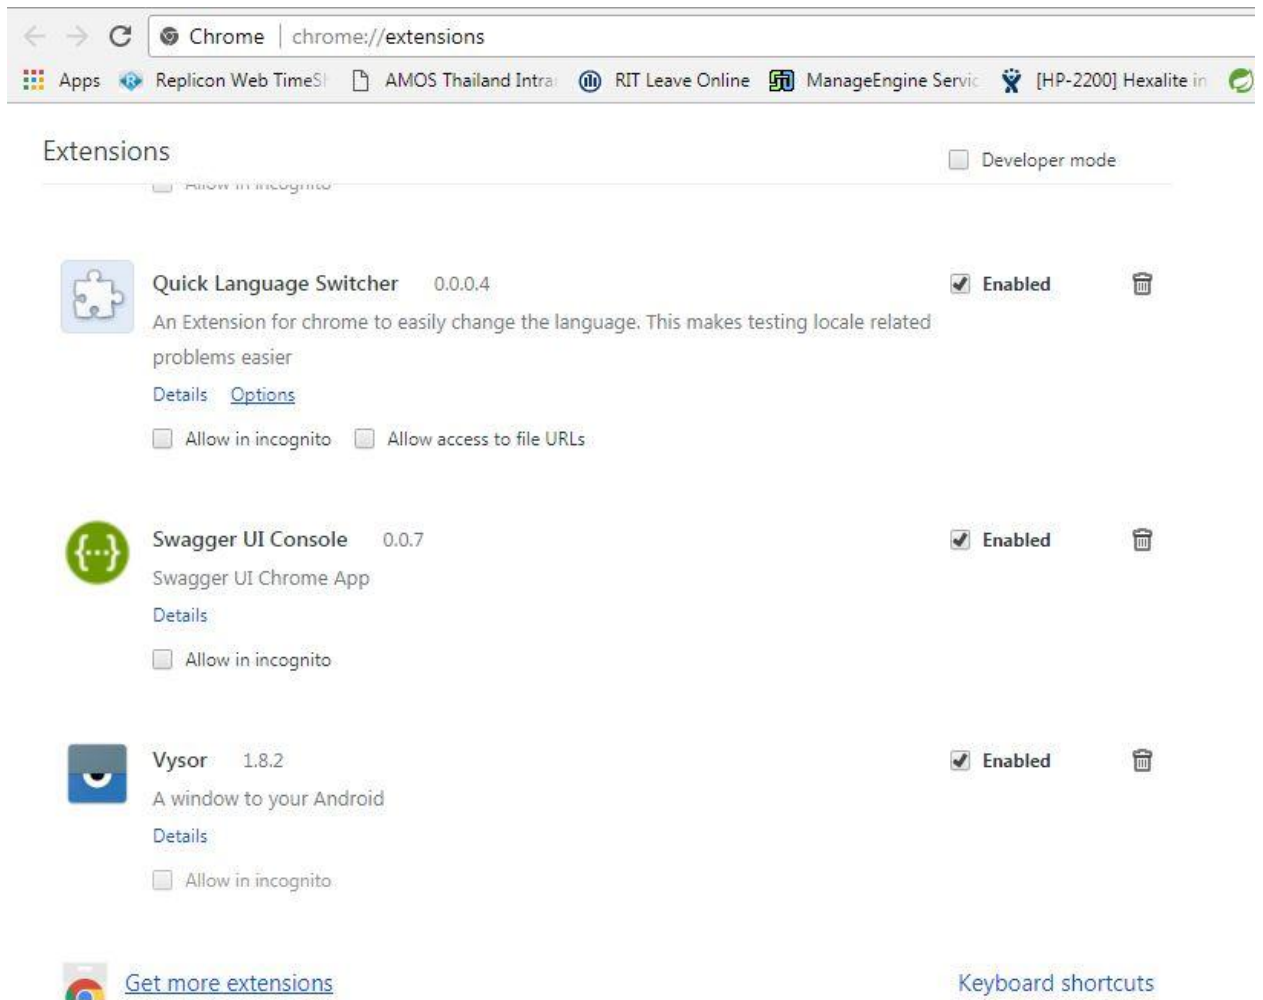 Chrome | chrome://extensions
Apps Replicon Web TimeSh AMOS Thailand Intra RIT Leave Online ManageEngine Servic [HP-2200] Hexalite in
Extensions
Developer mode
Allow in incognito
Quick Language Switcher 0.0.0.4
Enabled
An Extension for chrome to easily change the language. This makes testing locale related
problems easier
Details Options
Allow in incognito Allow access to file URLs
Swagger UI Console 0.0.7
Enabled
Swagger UI Chrome App
Details
Allow in incognito
Vysor 1.8.2
Enabled
A window to your Android
Details
Allow in incognito
Get more extensions
Keyboard shortcuts